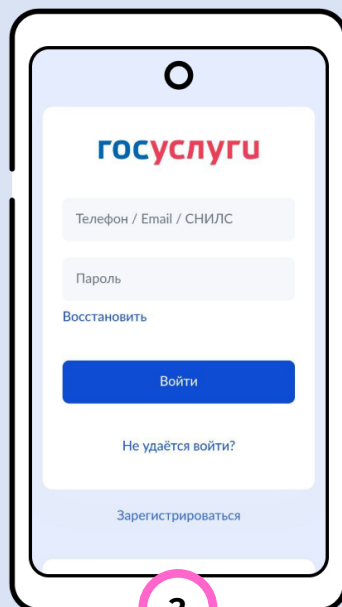 госуслуги
Телефон / Email / СНИЛС
Пароль
Восстановить
Войти
Не удаётся войти?
Зарегистрироваться